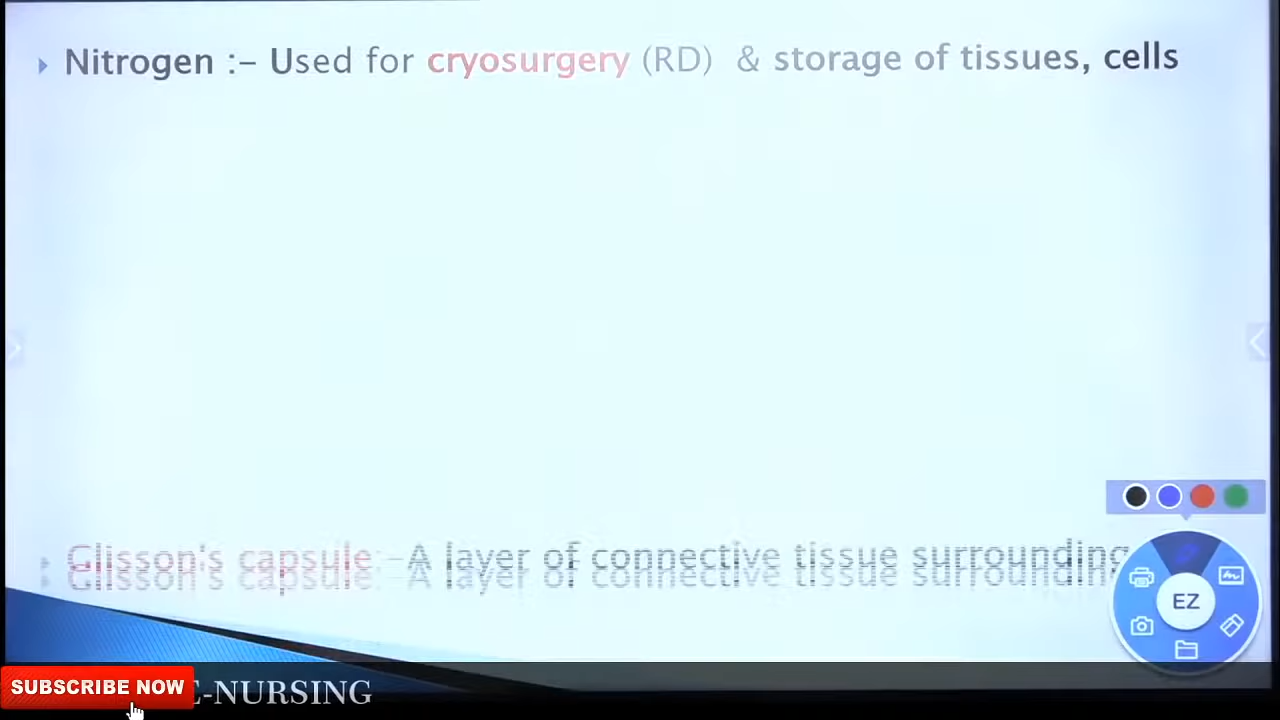 Nitrogen :- Used for cryosurgery (RD) & storage of tissues, cells
Glisson's capsule:-A layer of connective tissue surrounding
EZ
SUBSCRIBE NOW
E-NURSING